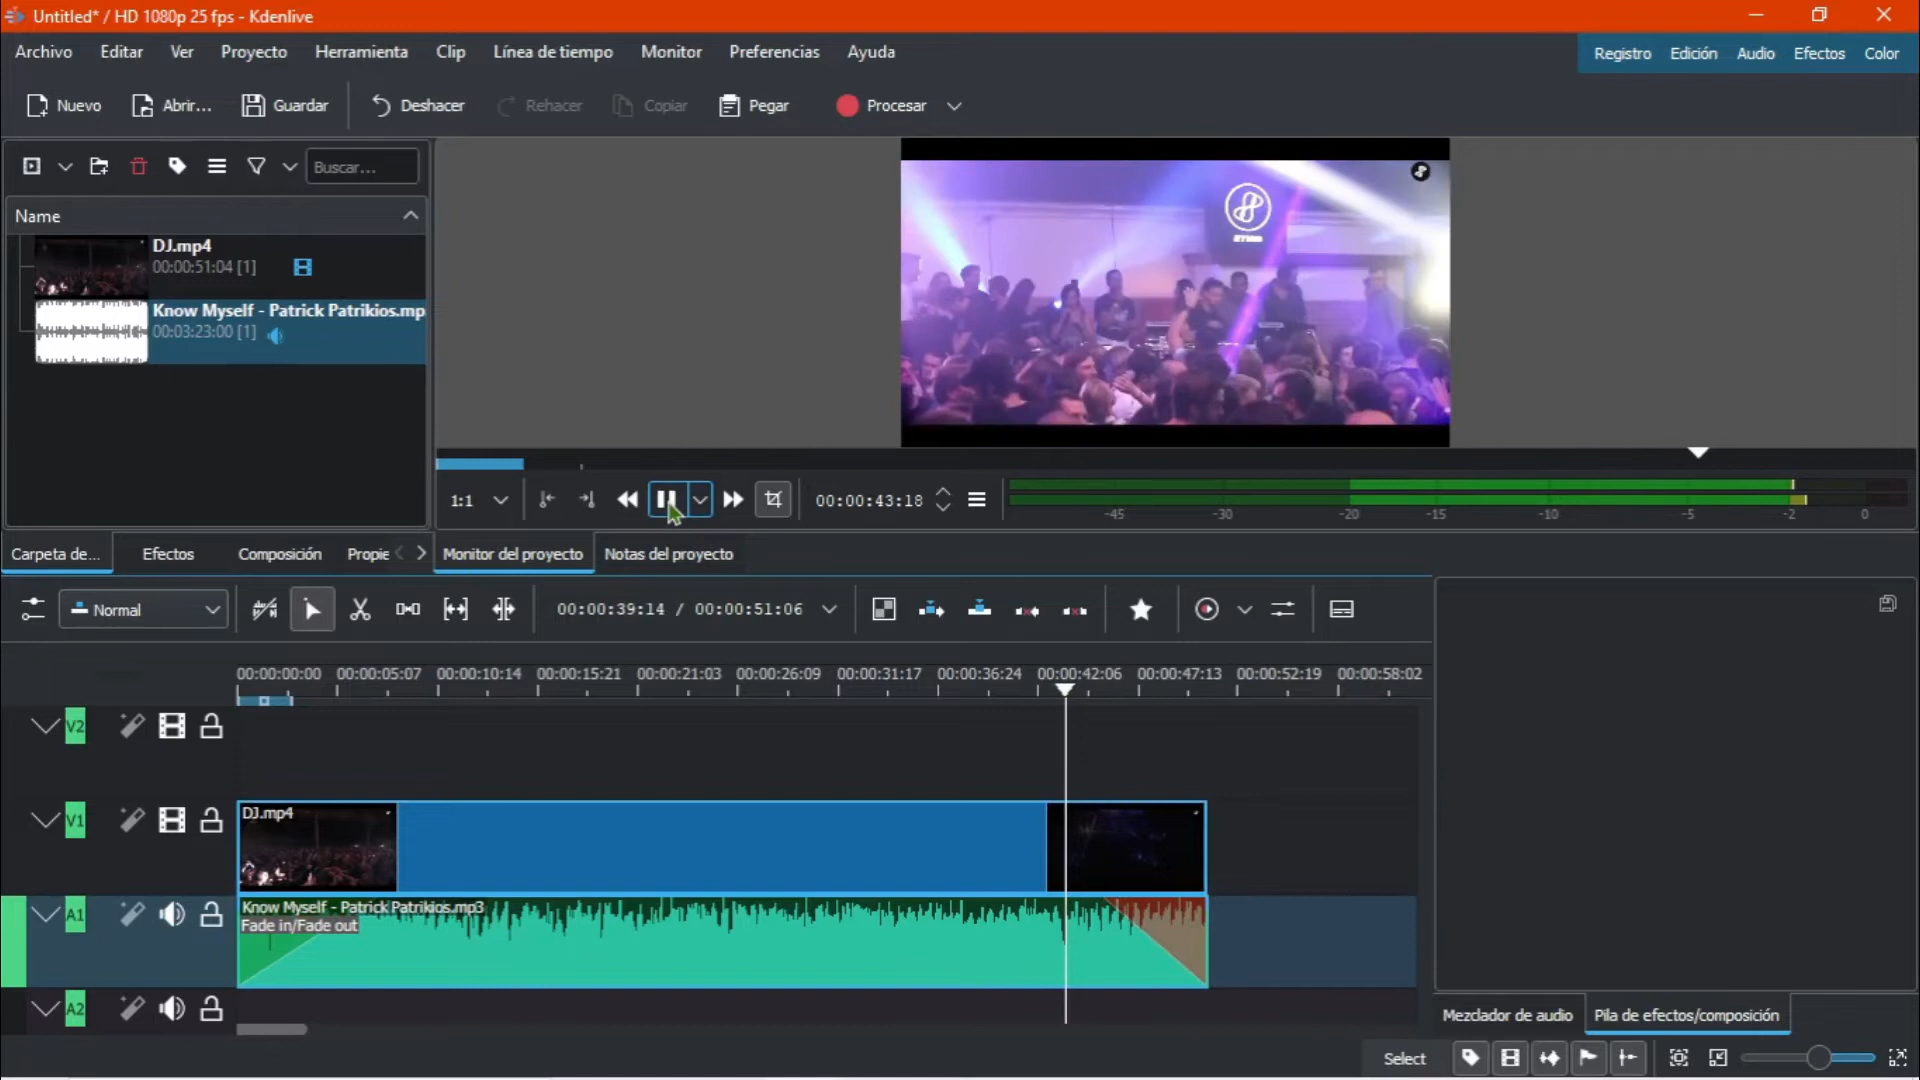 Untitled* / HD 1080p 25 fps - Kdenlive
Archivo Editar Ver Proyecto Herramienta Clip Línea de tiempo Monitor Preferencias Ayuda
Registro Edición Audio Efectos Color
Nuevo Abrir... Guardar Deshacer Rehacer Copiar Pegar Procesar
Buscar...
Name
DJ.mp4
00:00:51:04 [1]
Know Myself - Patrick Patrikios.mp
00:03:23:00 [1]
1:1
00:00:43:18
-45 -30 -20 -15 -10 -5 -2 0
Carpeta de... Efectos Composición Propie
Monitor del proyecto Notas del proyecto
Normal
00:00:39:14 / 00:00:51:06
00:00:00:00 00:00:05:07 00:00:10:14 00:00:15:21 00:00:21:03 00:00:26:09 00:00:31:17 00:00:36:24 00:00:42:06 00:00:47:13 00:00:52:19 00:00:58:02
V2
V1
DJ.mp4
A1
Know Myself - Patrick Patrikios.mp3
Fade in/Fade out
A2
Mezclador de audio Pila de efectos/composición
Select